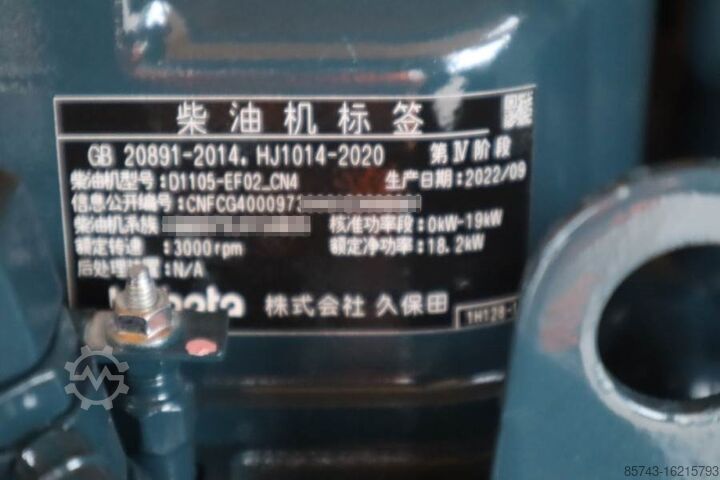 柴油机标签
GB 20891-2014, HJ1014-2020 第Ⅳ阶段
柴油机型号:D1105-EF02_CN4 生产日期:2022/09
信息公开编号:CNFCG4000973
柴油机系族 核准功率段:0kW-19kW
额定转速 :3000rpm 额定净功率:18.2kW
后处理 置:N/A
株式会社 久保田
1H128-1
85743-16215793